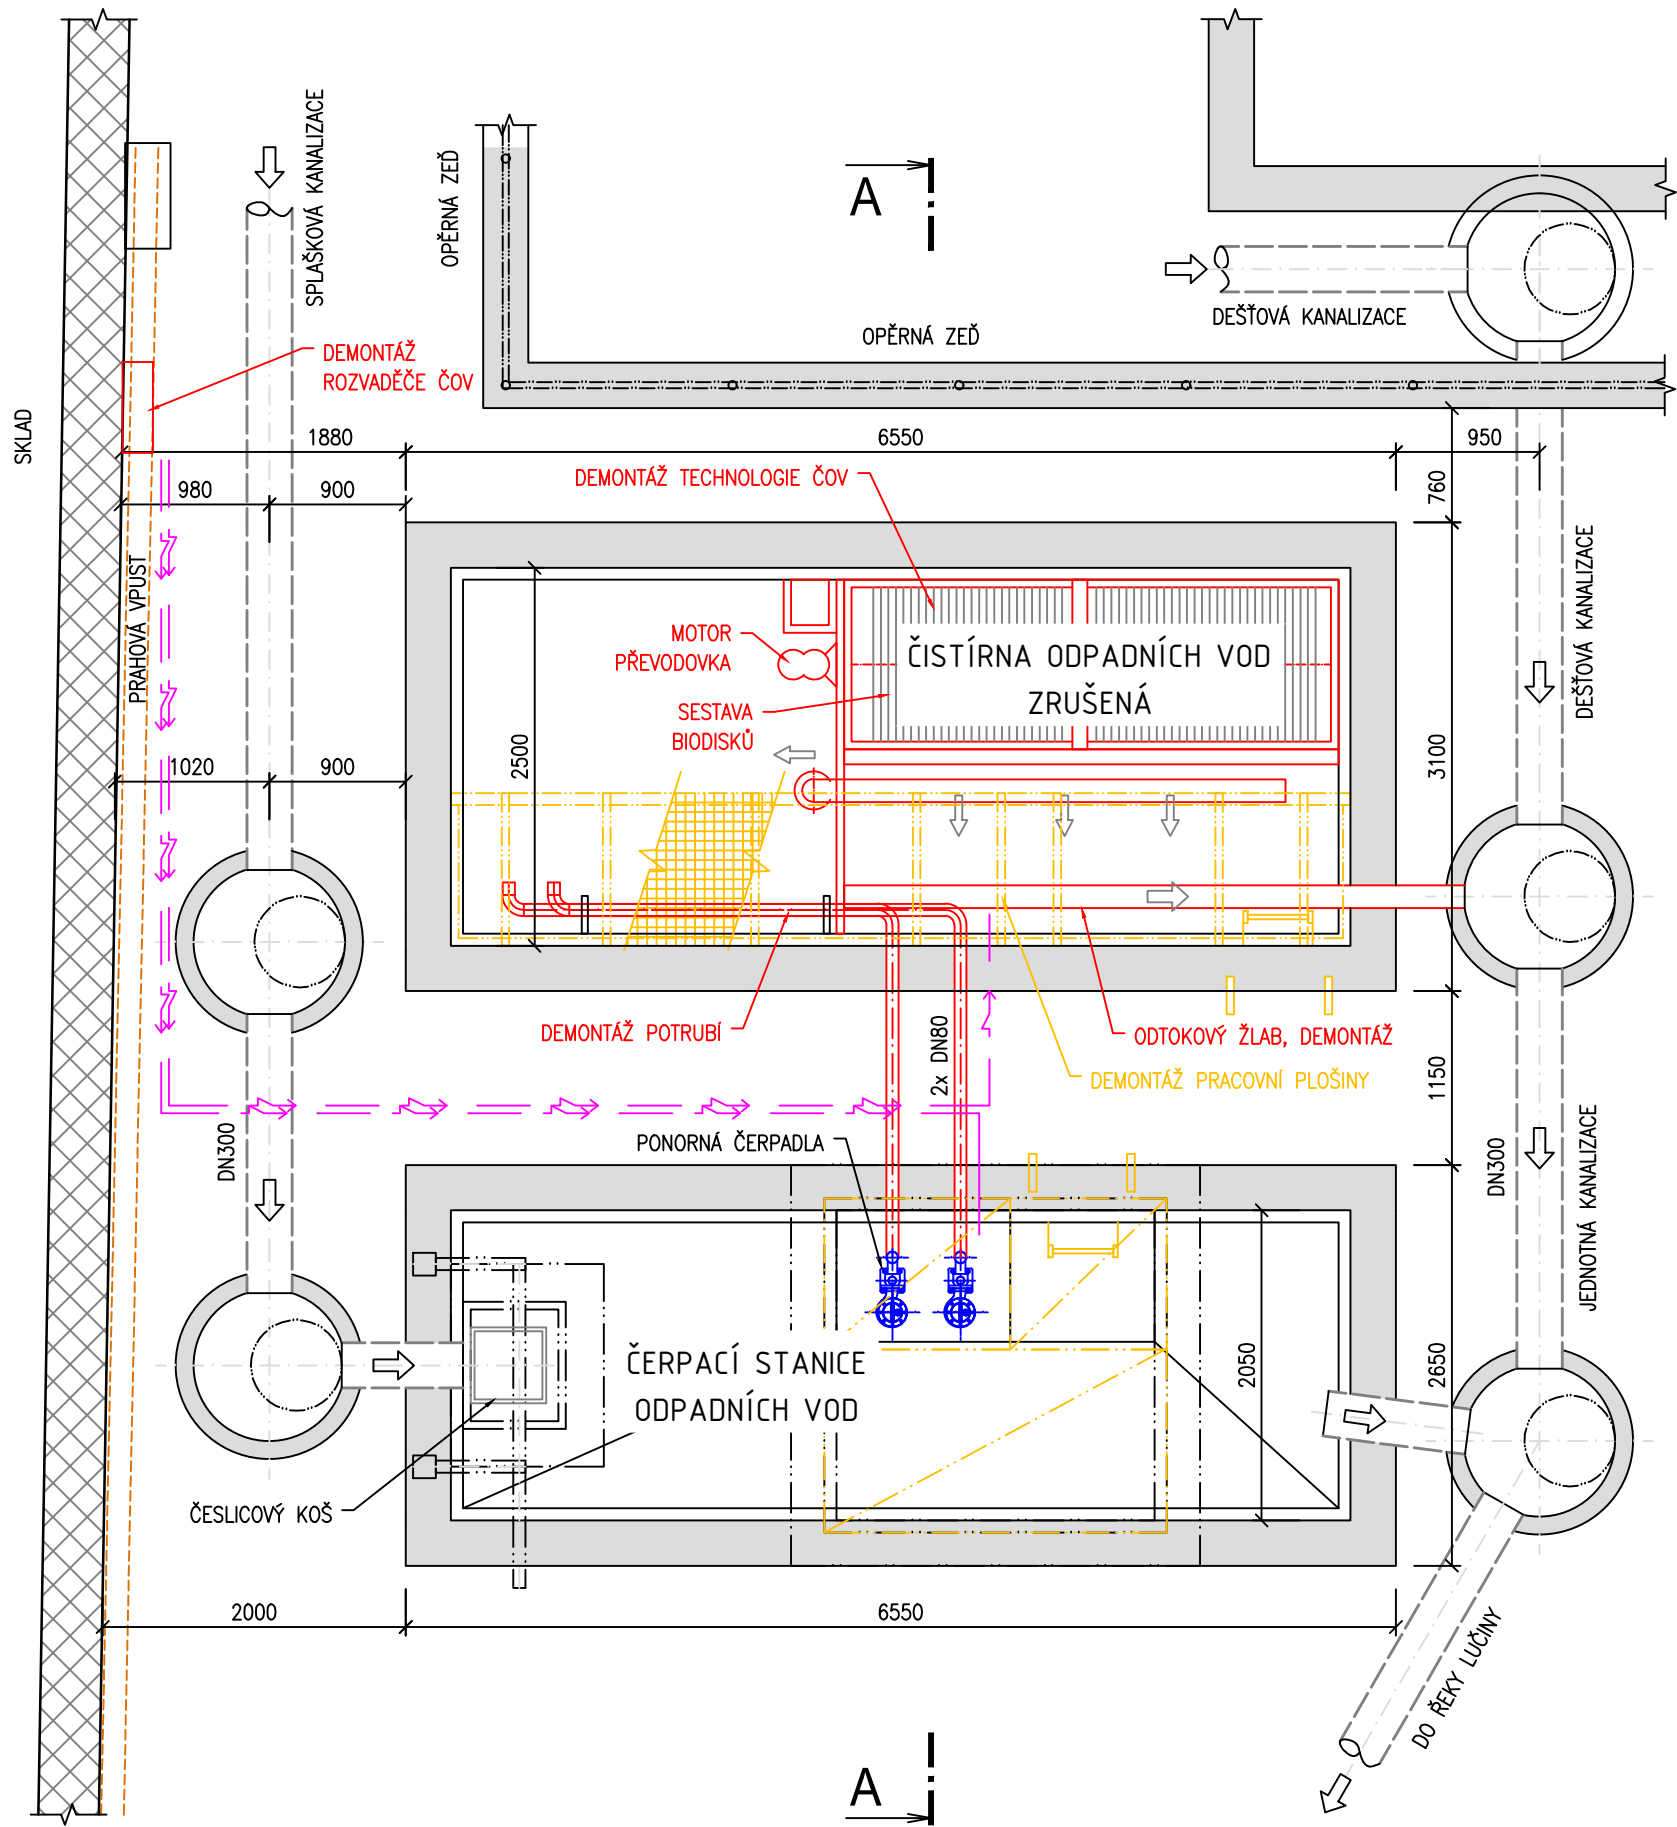 SPLAŠKOVÁ KANALIZACE
OPĚRNÁ ZEĎ
A
DEŠŤOVÁ KANALIZACE
OPĚRNÁ ZEĎ
DEMONTÁŽ
ROZVADĚČE ČOV
SKLAD
1880
6550
950
DEMONTÁŽ TECHNOLOGIE ČOV
760
980
900
PRAHOVÁ VPUST
DEŠŤOVÁ KANALIZACE
MOTOR
PŘEVODOVKA
ČISTÍRNA ODPADNÍCH VOD
ZRUŠENÁ
SESTAVA
BIODISKŮ
2500
3100
1020
900
DEMONTÁŽ POTRUBÍ
2x DN80
ODTOKOVÝ ŽLAB, DEMONTÁŽ
DEMONTÁŽ PRACOVNÍ PLOŠINY
1150
DN300
PONORNÁ ČERPADLA
DN300
JEDNOTNÁ KANALIZACE
ČERPACÍ STANICE
ODPADNÍCH VOD
2050
2650
ČESLICOVÝ KOŠ
2000
6550
DO ŘEKY LUČINY
A